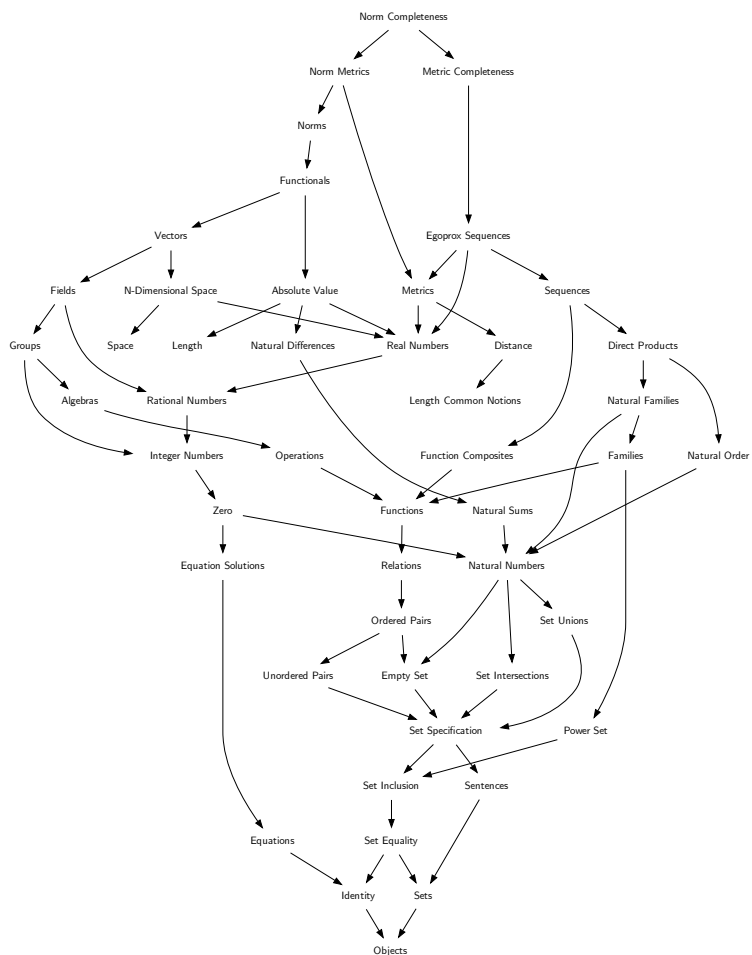 Norm Completeness
Norm Metrics
Metric Completeness
Norms
Functionals
Vectors
Egoprox Sequences
Fields
N-Dimensional Space
Absolute Value
Metrics
Sequences
Groups
Space
Length
Natural Differences
Real Numbers
Distance
Direct Products
Algebras
Rational Numbers
Length Common Notions
Natural Families
Integer Numbers
Operations
Function Composites
Families
Natural Order
Zero
Functions
Natural Sums
Equation Solutions
Relations
Natural Numbers
Ordered Pairs
Set Unions
Unordered Pairs
Empty Set
Set Intersections
Set Specification
Power Set
Set Inclusion
Sentences
Equations
Set Equality
Identity
Sets
Objects